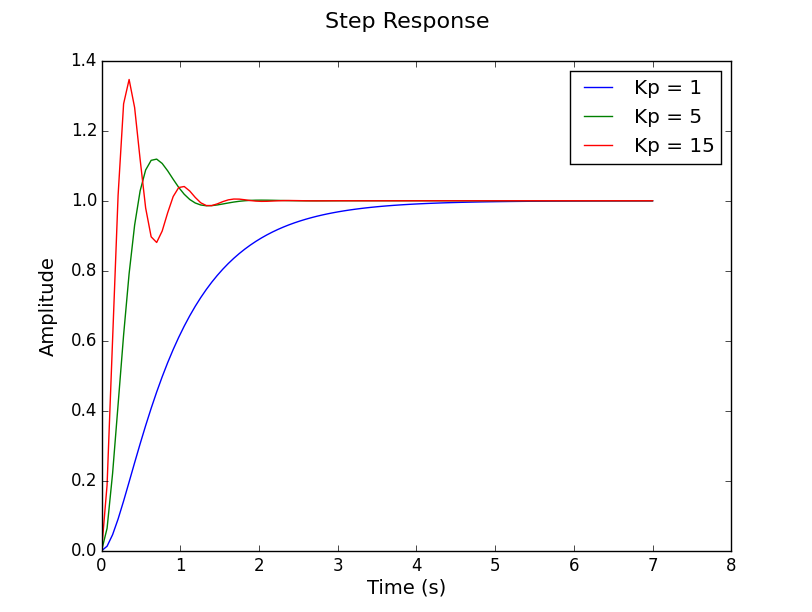 Step Response
Kp = 1
Kp = 5
Kp = 15
Amplitude
1.4
1.2
1.0
0.8
0.6
0.4
0.2
0.0
0 1 2 3 4 5 6 7 8
Time (s)